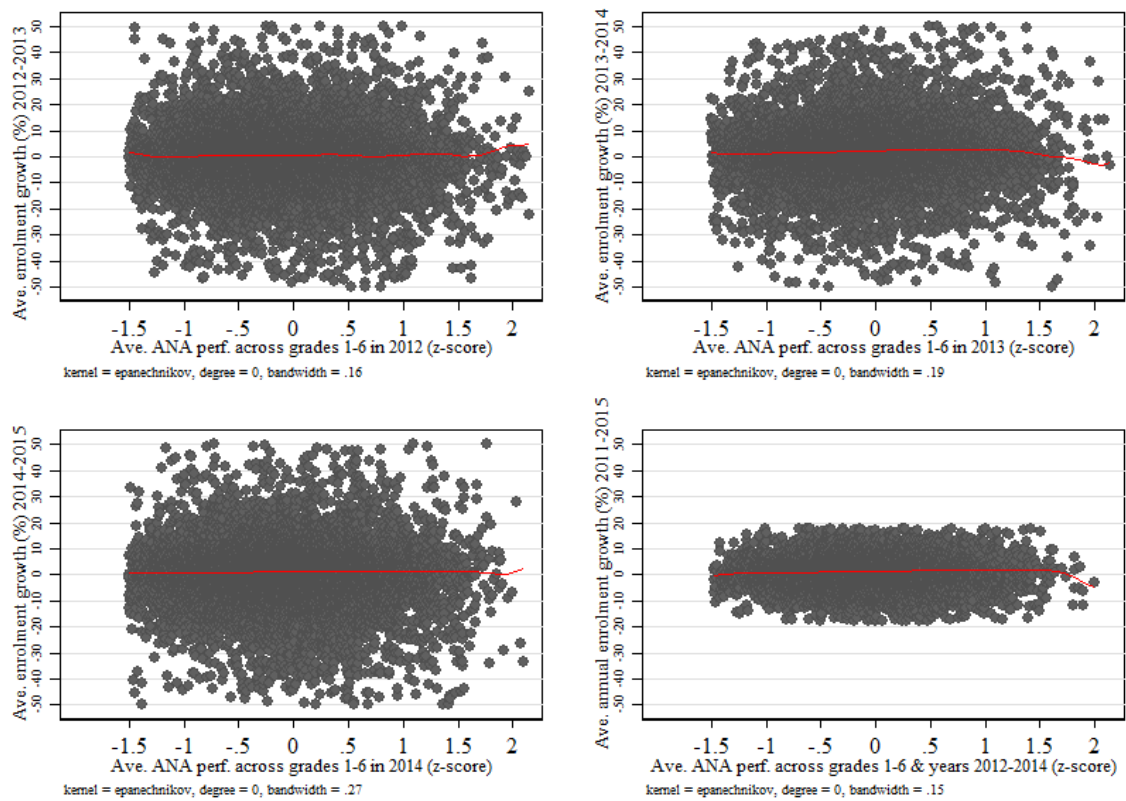 Ave. enrolment growth (%) 2012-2013
50
40
30
20
10
0
-10
-20
-30
-40
-50
-1.5 -1 -.5 0 .5 1 1.5 2
Ave. ANA perf. across grades 1-6 in 2012 (z-score)
kernel = epanechnikov, degree = 0, bandwidth = .16
Ave. enrolment growth (%) 2013-2014
50
40
30
20
10
0
-10
-20
-30
-40
-50
-1.5 -1 -.5 0 .5 1 1.5 2
Ave. ANA perf. across grades 1-6 in 2013 (z-score)
kernel = epanechnikov, degree = 0, bandwidth = .19
Ave. enrolment growth (%) 2014-2015
50
40
30
20
10
0
-10
-20
-30
-40
-50
-1.5 -1 -.5 0 .5 1 1.5 2
Ave. ANA perf. across grades 1-6 in 2014 (z-score)
kernel = epanechnikov, degree = 0, bandwidth = .27
Ave. annual enrolment growth (%) 2011-2015
50
40
30
20
10
0
-10
-20
-30
-40
-50
-1.5 -1 -.5 0 .5 1 1.5 2
Ave. ANA perf. across grades 1-6 & years 2012-2014 (z-score)
kernel = epanechnikov, degree = 0, bandwidth = .15